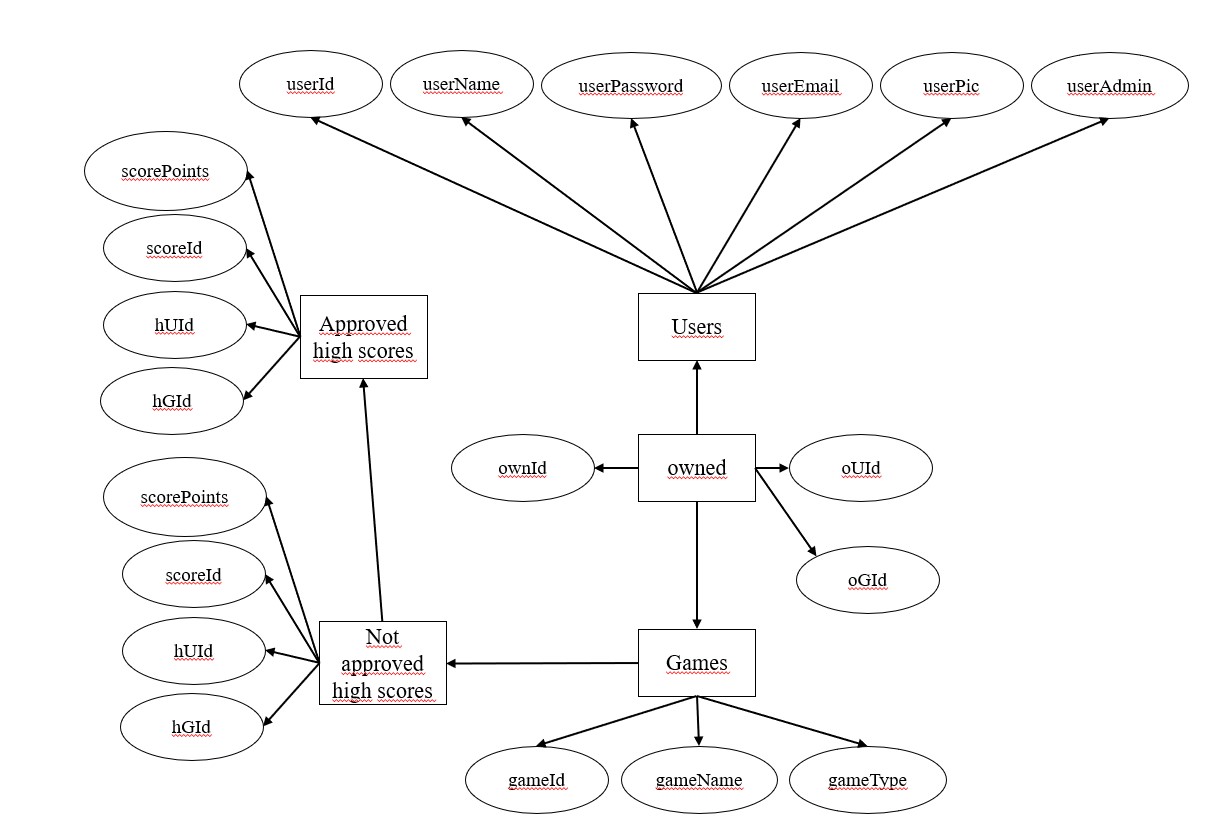 userId
userName
userPassword
userEmail
userPic
userAdmin
scorePoints
scoreId
hUId
hGId
Approved
high scores
Users
ownId
owned
oUId
oGId
scorePoints
scoreId
hUId
hGId
Not
approved
high scores
Games
gameId
gameName
gameType